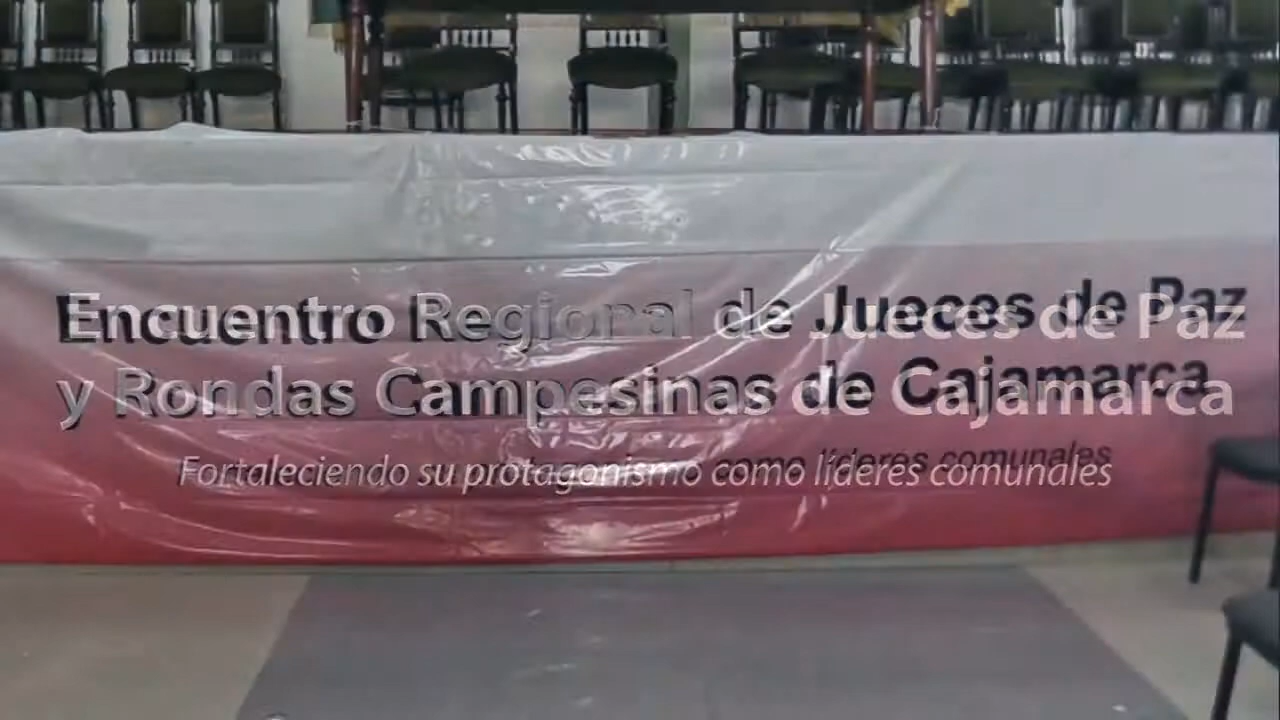 Encuentro Regional de Jueces de Paz
y Rondas Campesinas de Cajamarca
Fortaleciendo su protagonismo como líderes comunales